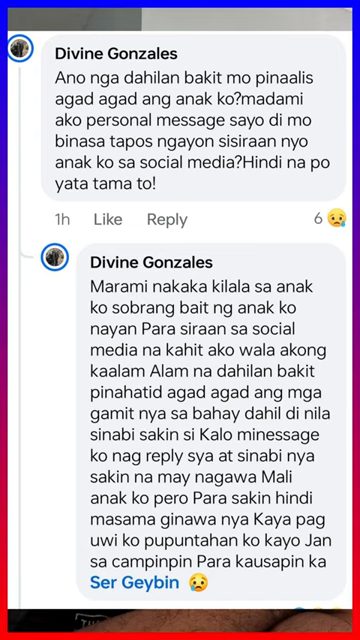 Divine Gonzales
Ano nga dahilan bakit mo pinaalis
agad agad ang anak ko?madami
ako personal message sayo di mo
binasa tapos ngayon sisiraan nyo
anak ko sa social media?Hindi na po
yata tama to!
1h Like Reply 6 😢
Divine Gonzales
Marami nakaka kilala sa anak
ko sobrang bait ng anak ko
nayan Para siraan sa social
media na kahit ako wala akong
kaalam Alam na dahilan bakit
pinahatid agad agad ang mga
gamit nya sa bahay dahil di nila
sinabi sakin si Kalo minessage
ko nag reply sya at sinabi nya
sakin na may nagawa Mali
anak ko pero Para sakin hindi
masama ginawa nya Kaya pag
uwi ko pupuntahan ko kayo Jan
sa campinpin Para kausapin ka
Ser Geybin 😢